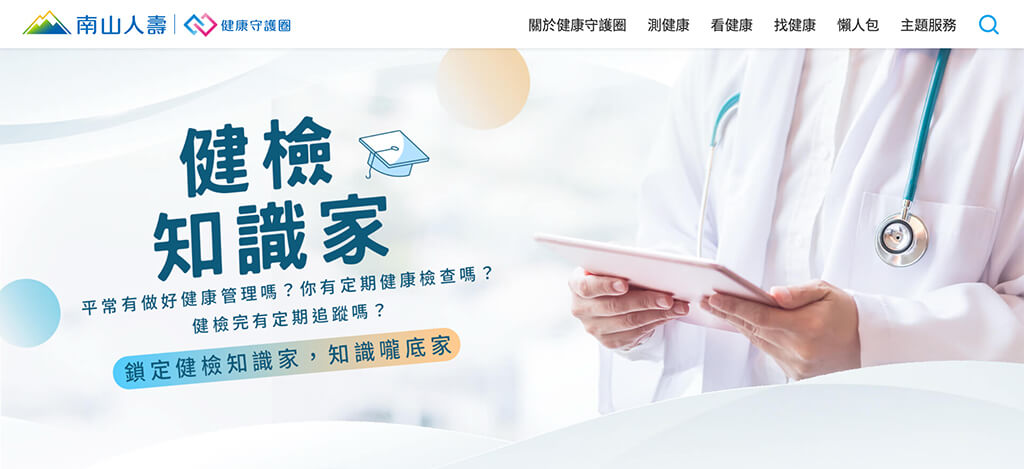 南山人壽 健康守護圈 關於健康守護圈 測健康 看健康 找健康 懶人包 主題服務
健檢
知識家
平常有做好健康管理嗎？你有定期健康檢查嗎？
健檢完有定期追蹤嗎？
鎖定健檢知識家，知識嚨底家